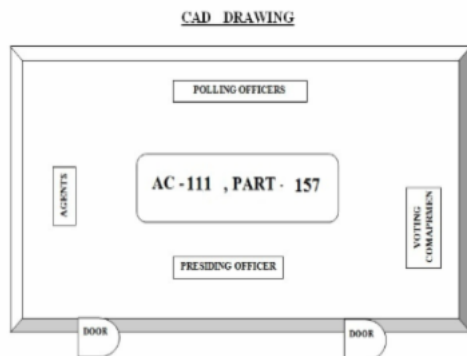 CAD DRAWING
POLLING OFFICERS
AGENTS
AC -111 , PART - 157
VOTING
COMAPRMEN
PRESIDING OFFICER
DOOR
DOOR